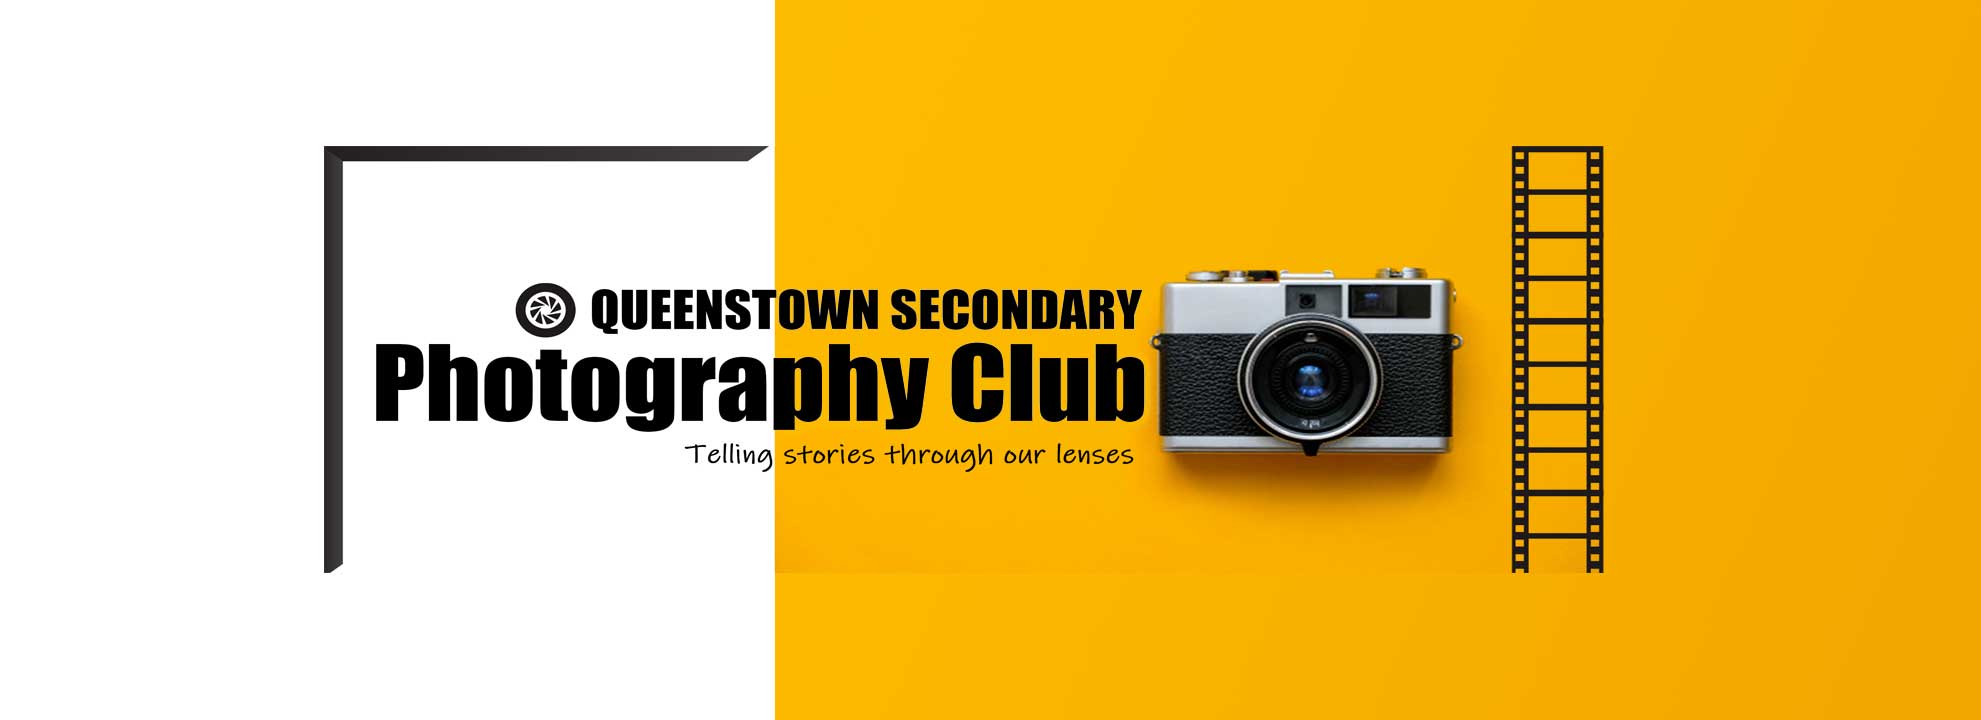 QUEENSTOWN SECONDARY
Photography Club
Telling stories through our lenses